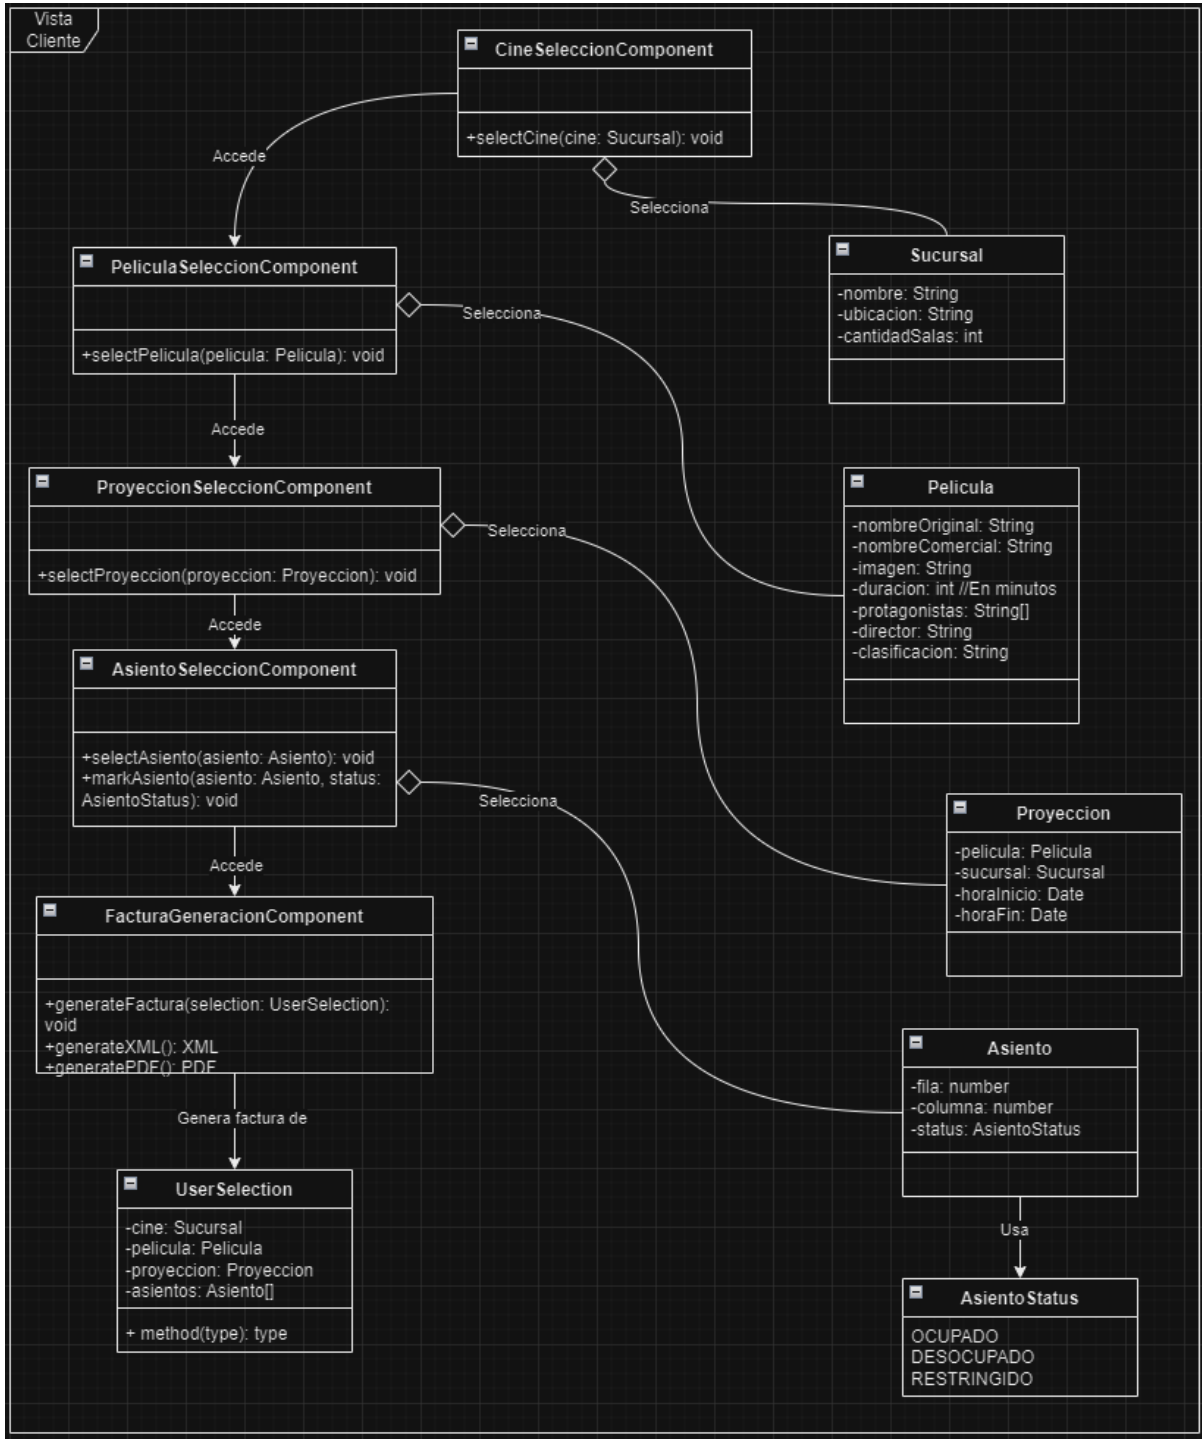 Vista
Cliente
CineSeleccionComponent
+selectCine(cine: Sucursal): void
Accede
Selecciona
Sucursal
-nombre: String
-ubicacion: String
-cantidadSalas: int
PeliculaSeleccionComponent
+selectPelicula(pelicula: Pelicula): void
Selecciona
Accede
Pelicula
-nombreOriginal: String
-nombreComercial: String
-imagen: String
-duracion: int //En minutos
-protagonistas: String[]
-director: String
-clasificacion: String
ProyeccionSeleccionComponent
+selectProyeccion(proyeccion: Proyeccion): void
Selecciona
Accede
AsientoSeleccionComponent
+selectAsiento(asiento: Asiento): void
+markAsiento(asiento: Asiento, status:
AsientoStatus): void
Selecciona
Accede
Proyeccion
-pelicula: Pelicula
-sucursal: Sucursal
-horaInicio: Date
-horaFin: Date
FacturaGeneracionComponent
+generateFactura(selection: UserSelection):
void
+generateXML(): XML
+generatePDF(): PDF
Genera factura de
Asiento
-fila: number
-columna: number
-status: AsientoStatus
Usa
UserSelection
-cine: Sucursal
-pelicula: Pelicula
-proyeccion: Proyeccion
-asientos: Asiento[]
+ method(type): type
AsientoStatus
OCUPADO
DESOCUPADO
RESTRINGIDO